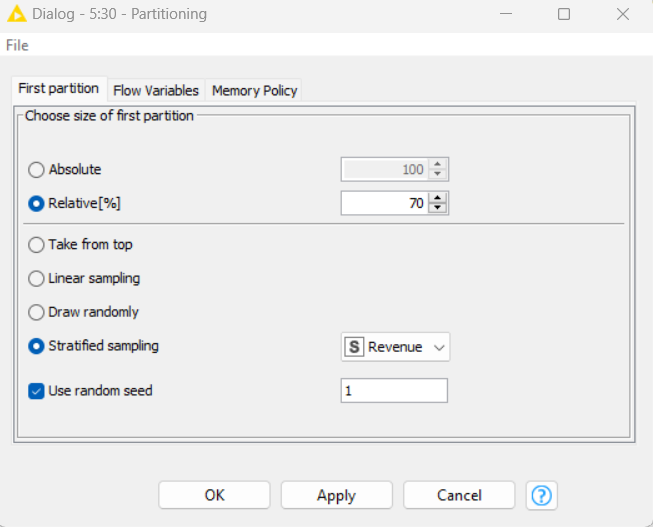 Dialog - 5:30 - Partitioning
File
First partition Flow Variables Memory Policy
Choose size of first partition
Absolute 100
Relative[%] 70
Take from top
Linear sampling
Draw randomly
Stratified sampling S Revenue
Use random seed 1
OK Apply Cancel ?